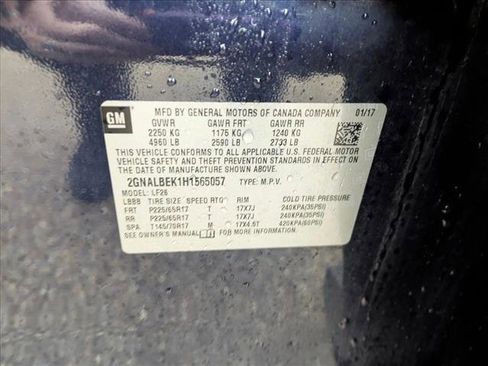 GM
MFD BY GENERAL MOTORS OF CANADA COMPANY 01/17
GVWR GAWR FRT GAWR RR
2250 KG 1175 KG 1240 KG
4960 LB 2590 LB 2733 LB
THIS VEHICLE CONFORMS TO ALL APPLICABLE U.S. FEDERAL MOTOR
VEHICLE SAFETY, BUMPER, AND THEFT PREVENTION STANDARDS IN
EFFECT ON THE DATE OF MANUFACTURE SHOWN ABOVE.
2GNALBEK1H1565057 TYPE: M.P.V.
MODEL: LF26
LBBB TIRE SIZE SPEED RTG RIM COLD TIRE PRESSURE
FRT P225/65R17 T 17X7J 240KPA(35PSI)
RR P225/65R17 T 17X7J 240KPA(35PSI)
SPA T145/70R17 M 17X4.5T 420KPA(60PSI)
SEE OWNER'S MANUAL FOR MORE INFORMATION.